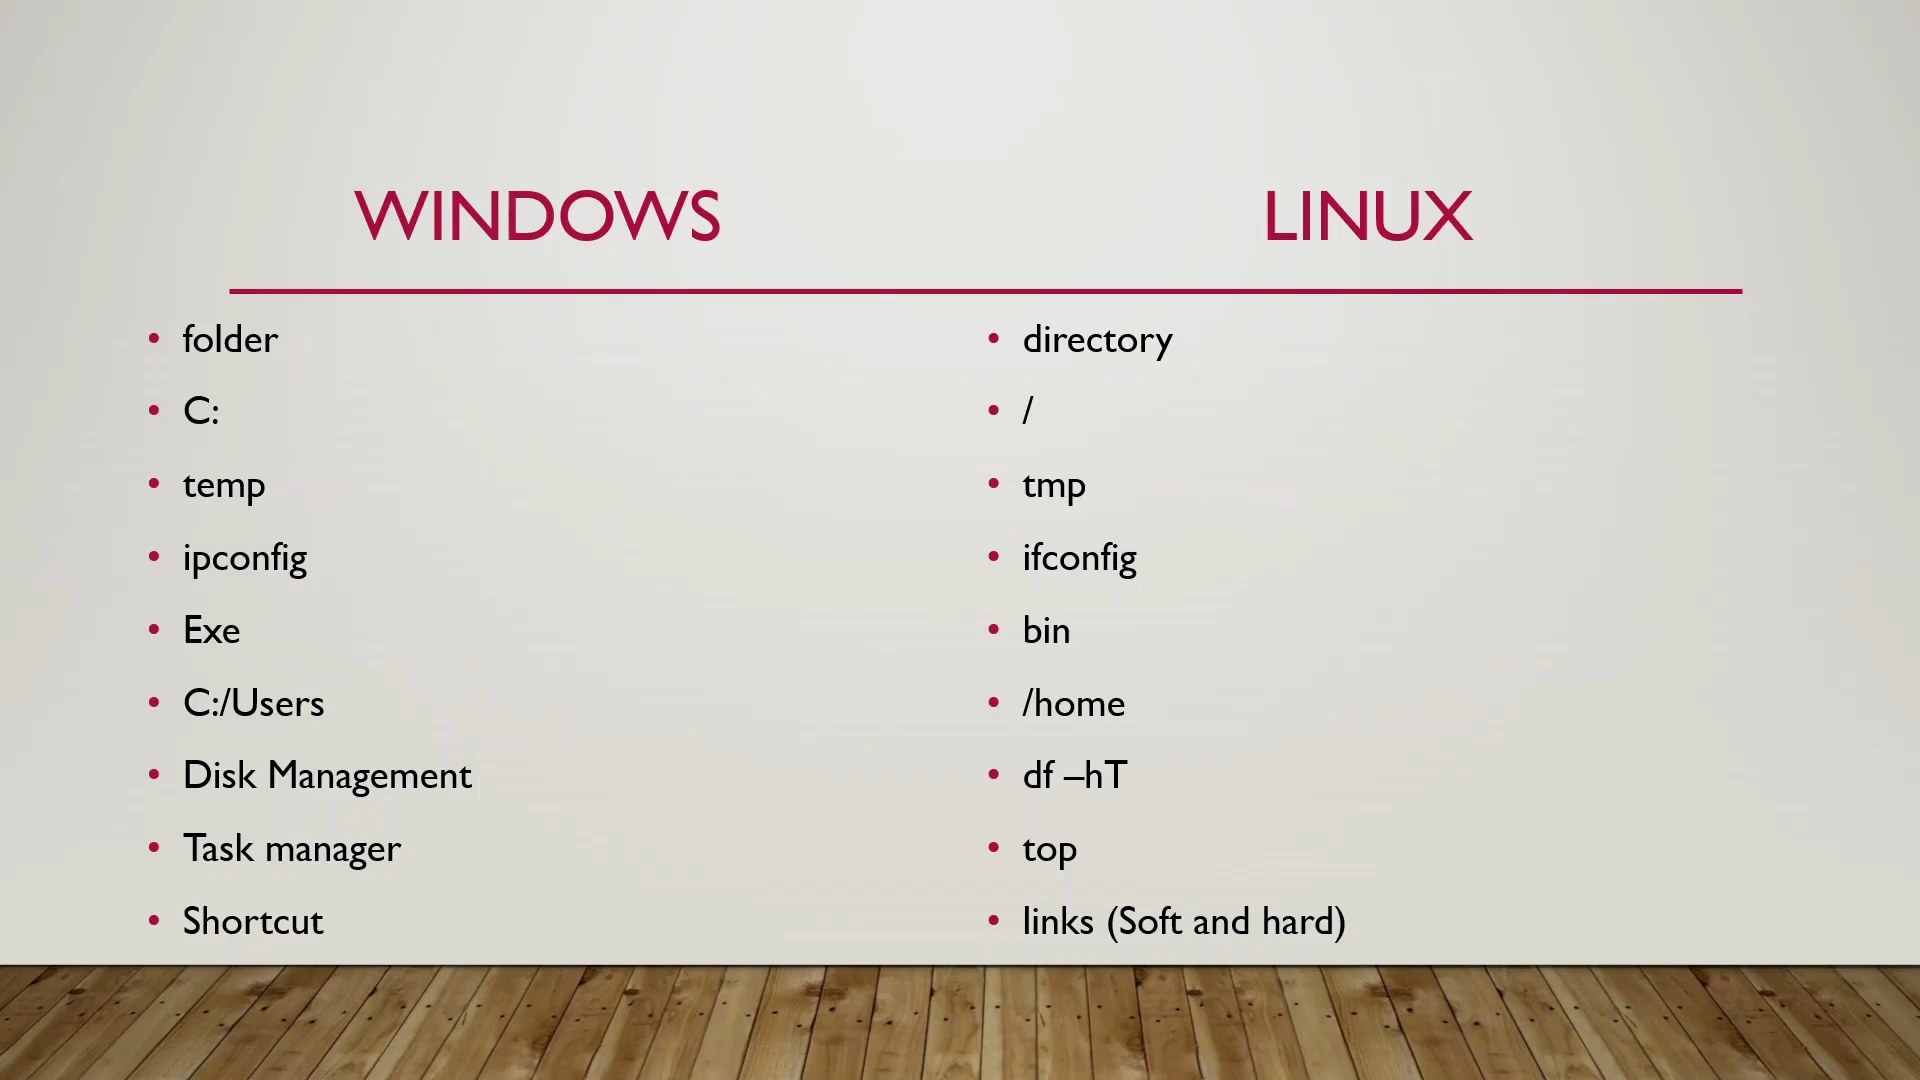 WINDOWS
LINUX
• folder
• C:
• temp
• ipconfig
• Exe
• C:/Users
• Disk Management
• Task manager
• Shortcut
• directory
• /
• tmp
• ifconfig
• bin
• /home
• df –hT
• top
• links (Soft and hard)